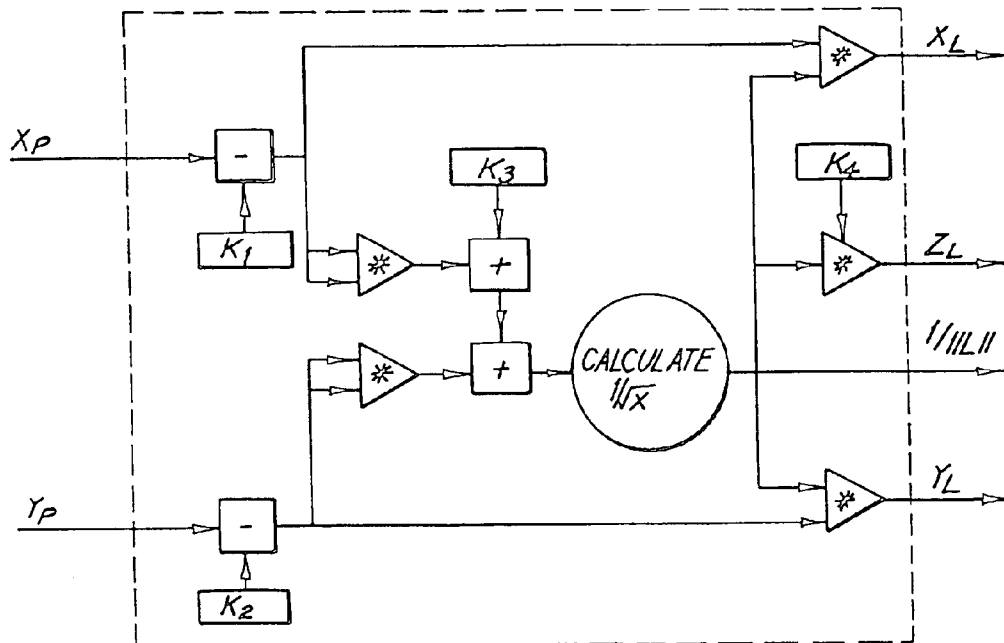 *
X_L
X_P
-
K_3
K_4
K_1
*
+
*
Z_L
1/||L||
*
+
CALCULATE
1/√x
Y_P
-
*
Y_L
K_2